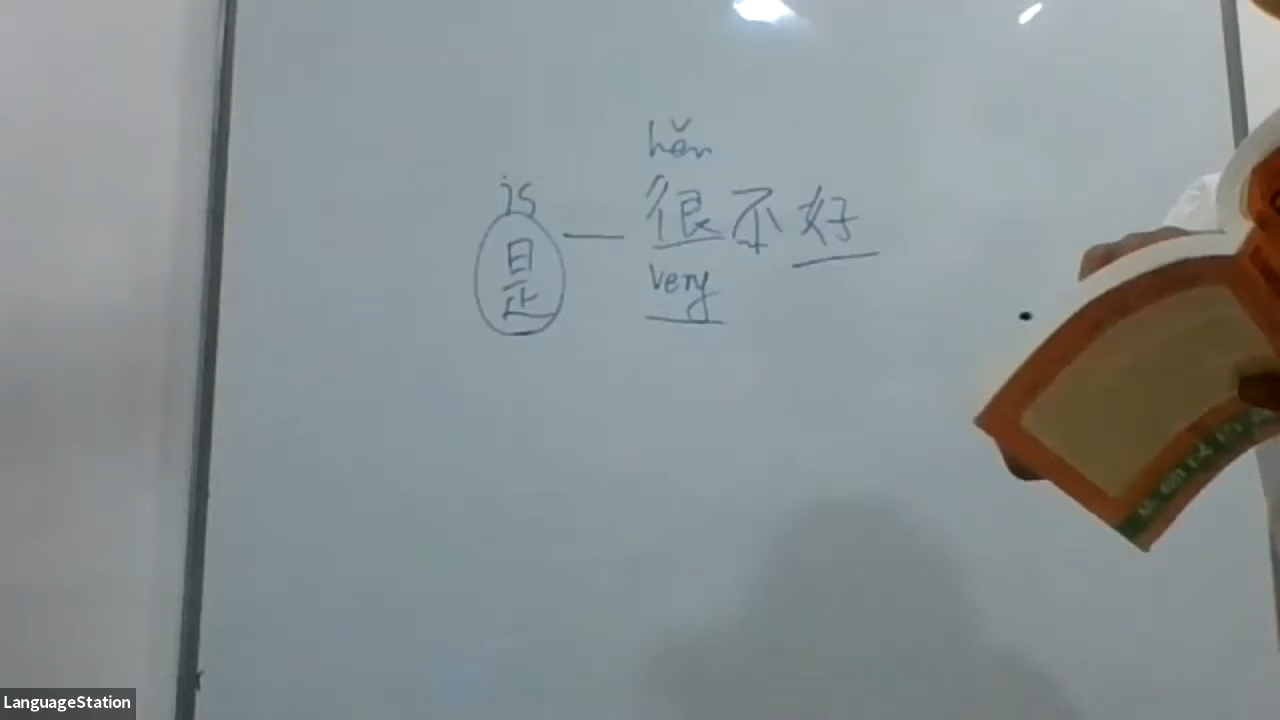 hěn
is
是 — 很不好
very
LanguageStation